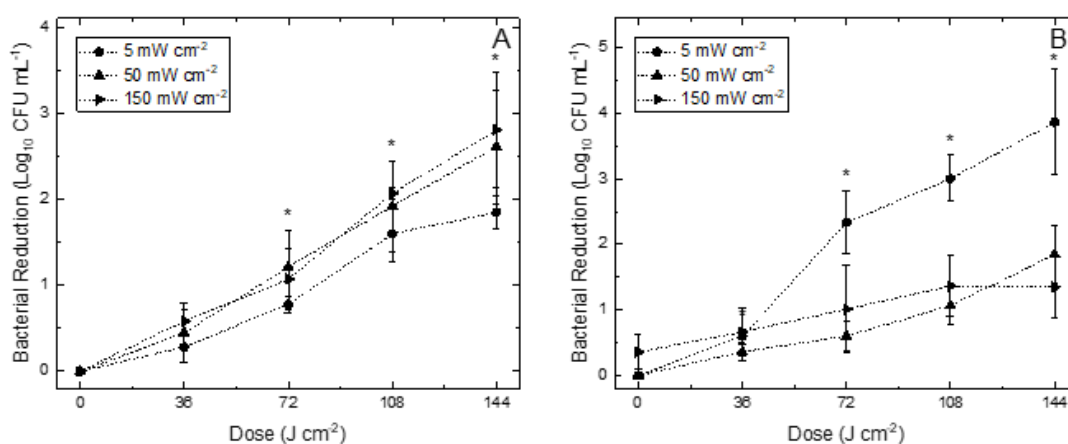 A
5 mW cm-2
50 mW cm-2
150 mW cm-2
*
*
*
Bacterial Reduction (Log10 CFU mL-1)
4
3
2
1
0
0 36 72 108 144
Dose (J cm-2)
B
5 mW cm-2
50 mW cm-2
150 mW cm-2
*
*
*
*
Bacterial Reduction (Log10 CFU mL-1)
5
4
3
2
1
0
0 36 72 108 144
Dose (J cm-2)